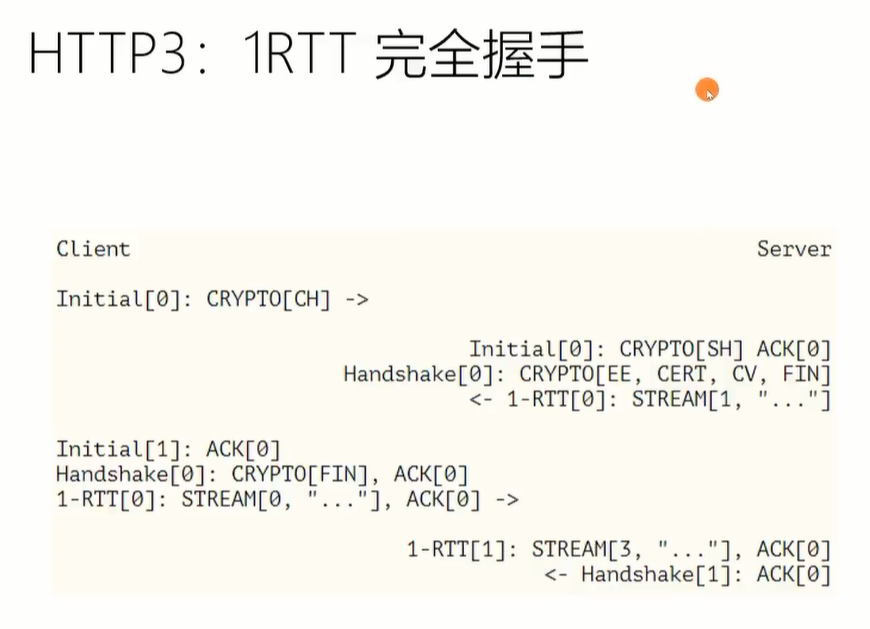 HTTP3：1RTT 完全握手
Client Server
Initial[0]: CRYPTO[CH] ->
Initial[0]: CRYPTO[SH] ACK[0]
Handshake[0]: CRYPTO[EE, CERT, CV, FIN]
<- 1-RTT[0]: STREAM[1, "..."]
Initial[1]: ACK[0]
Handshake[0]: CRYPTO[FIN], ACK[0]
1-RTT[0]: STREAM[0, "..."], ACK[0] ->
1-RTT[1]: STREAM[3, "..."], ACK[0]
<- Handshake[1]: ACK[0]